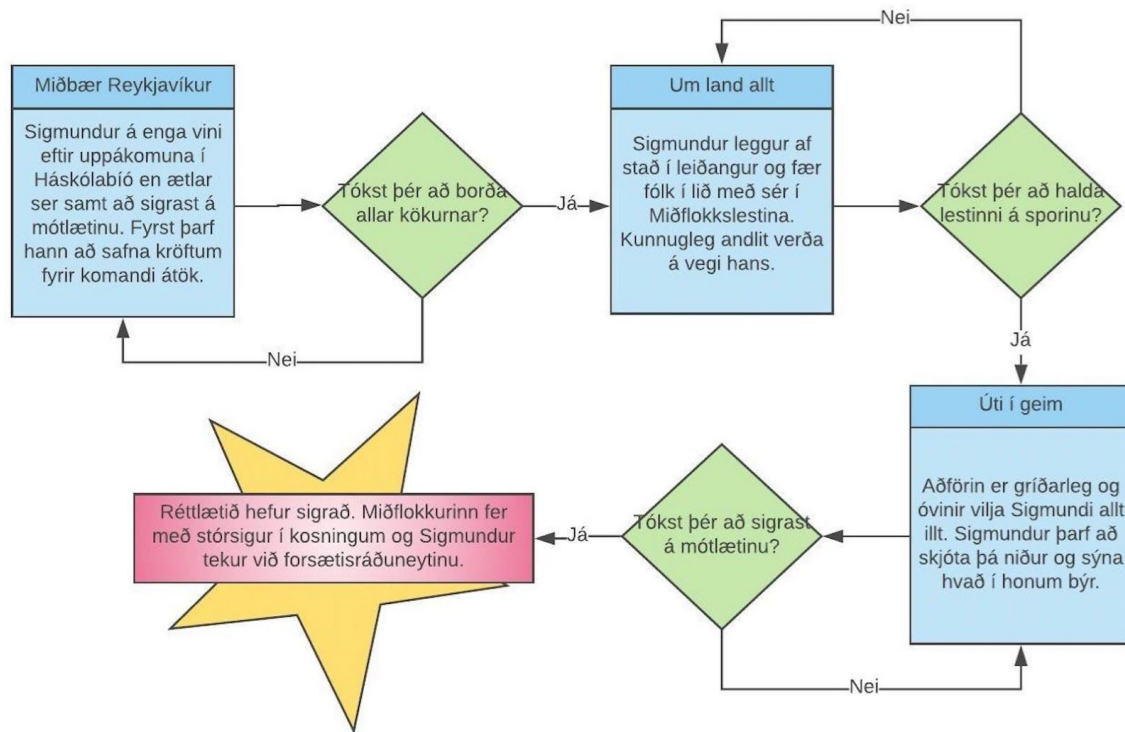 Miðbær Reykjavíkur
Sigmundur á enga vini
eftir uppákomuna í
Háskólabíó en ætlar
ser samt að sigrast á
mótlætinu. Fyrst þarf
hann að safna kröftum
fyrir komandi átök.
Tókst þér að borða
allar kökurnar?
Nei
Já
Um land allt
Sigmundur leggur af
stað í leiðangur og fær
fólk í lið með sér í
Miðflokkslestina.
Kunnugleg andlit verða
á vegi hans.
Tókst þér að halda
lestinni á sporinu?
Nei
Já
Úti í geim
Aðförin er gríðarleg og
óvinir vilja Sigmundi allt
illt. Sigmundur þarf að
skjóta þá niður og sýna
hvað í honum býr.
Tókst þér að sigrast
á mótlætinu?
Nei
Já
Réttlætið hefur sigrað. Miðflokkurinn fer
með stórsigur í kosningum og Sigmundur
tekur við forsætisráðuneytinu.